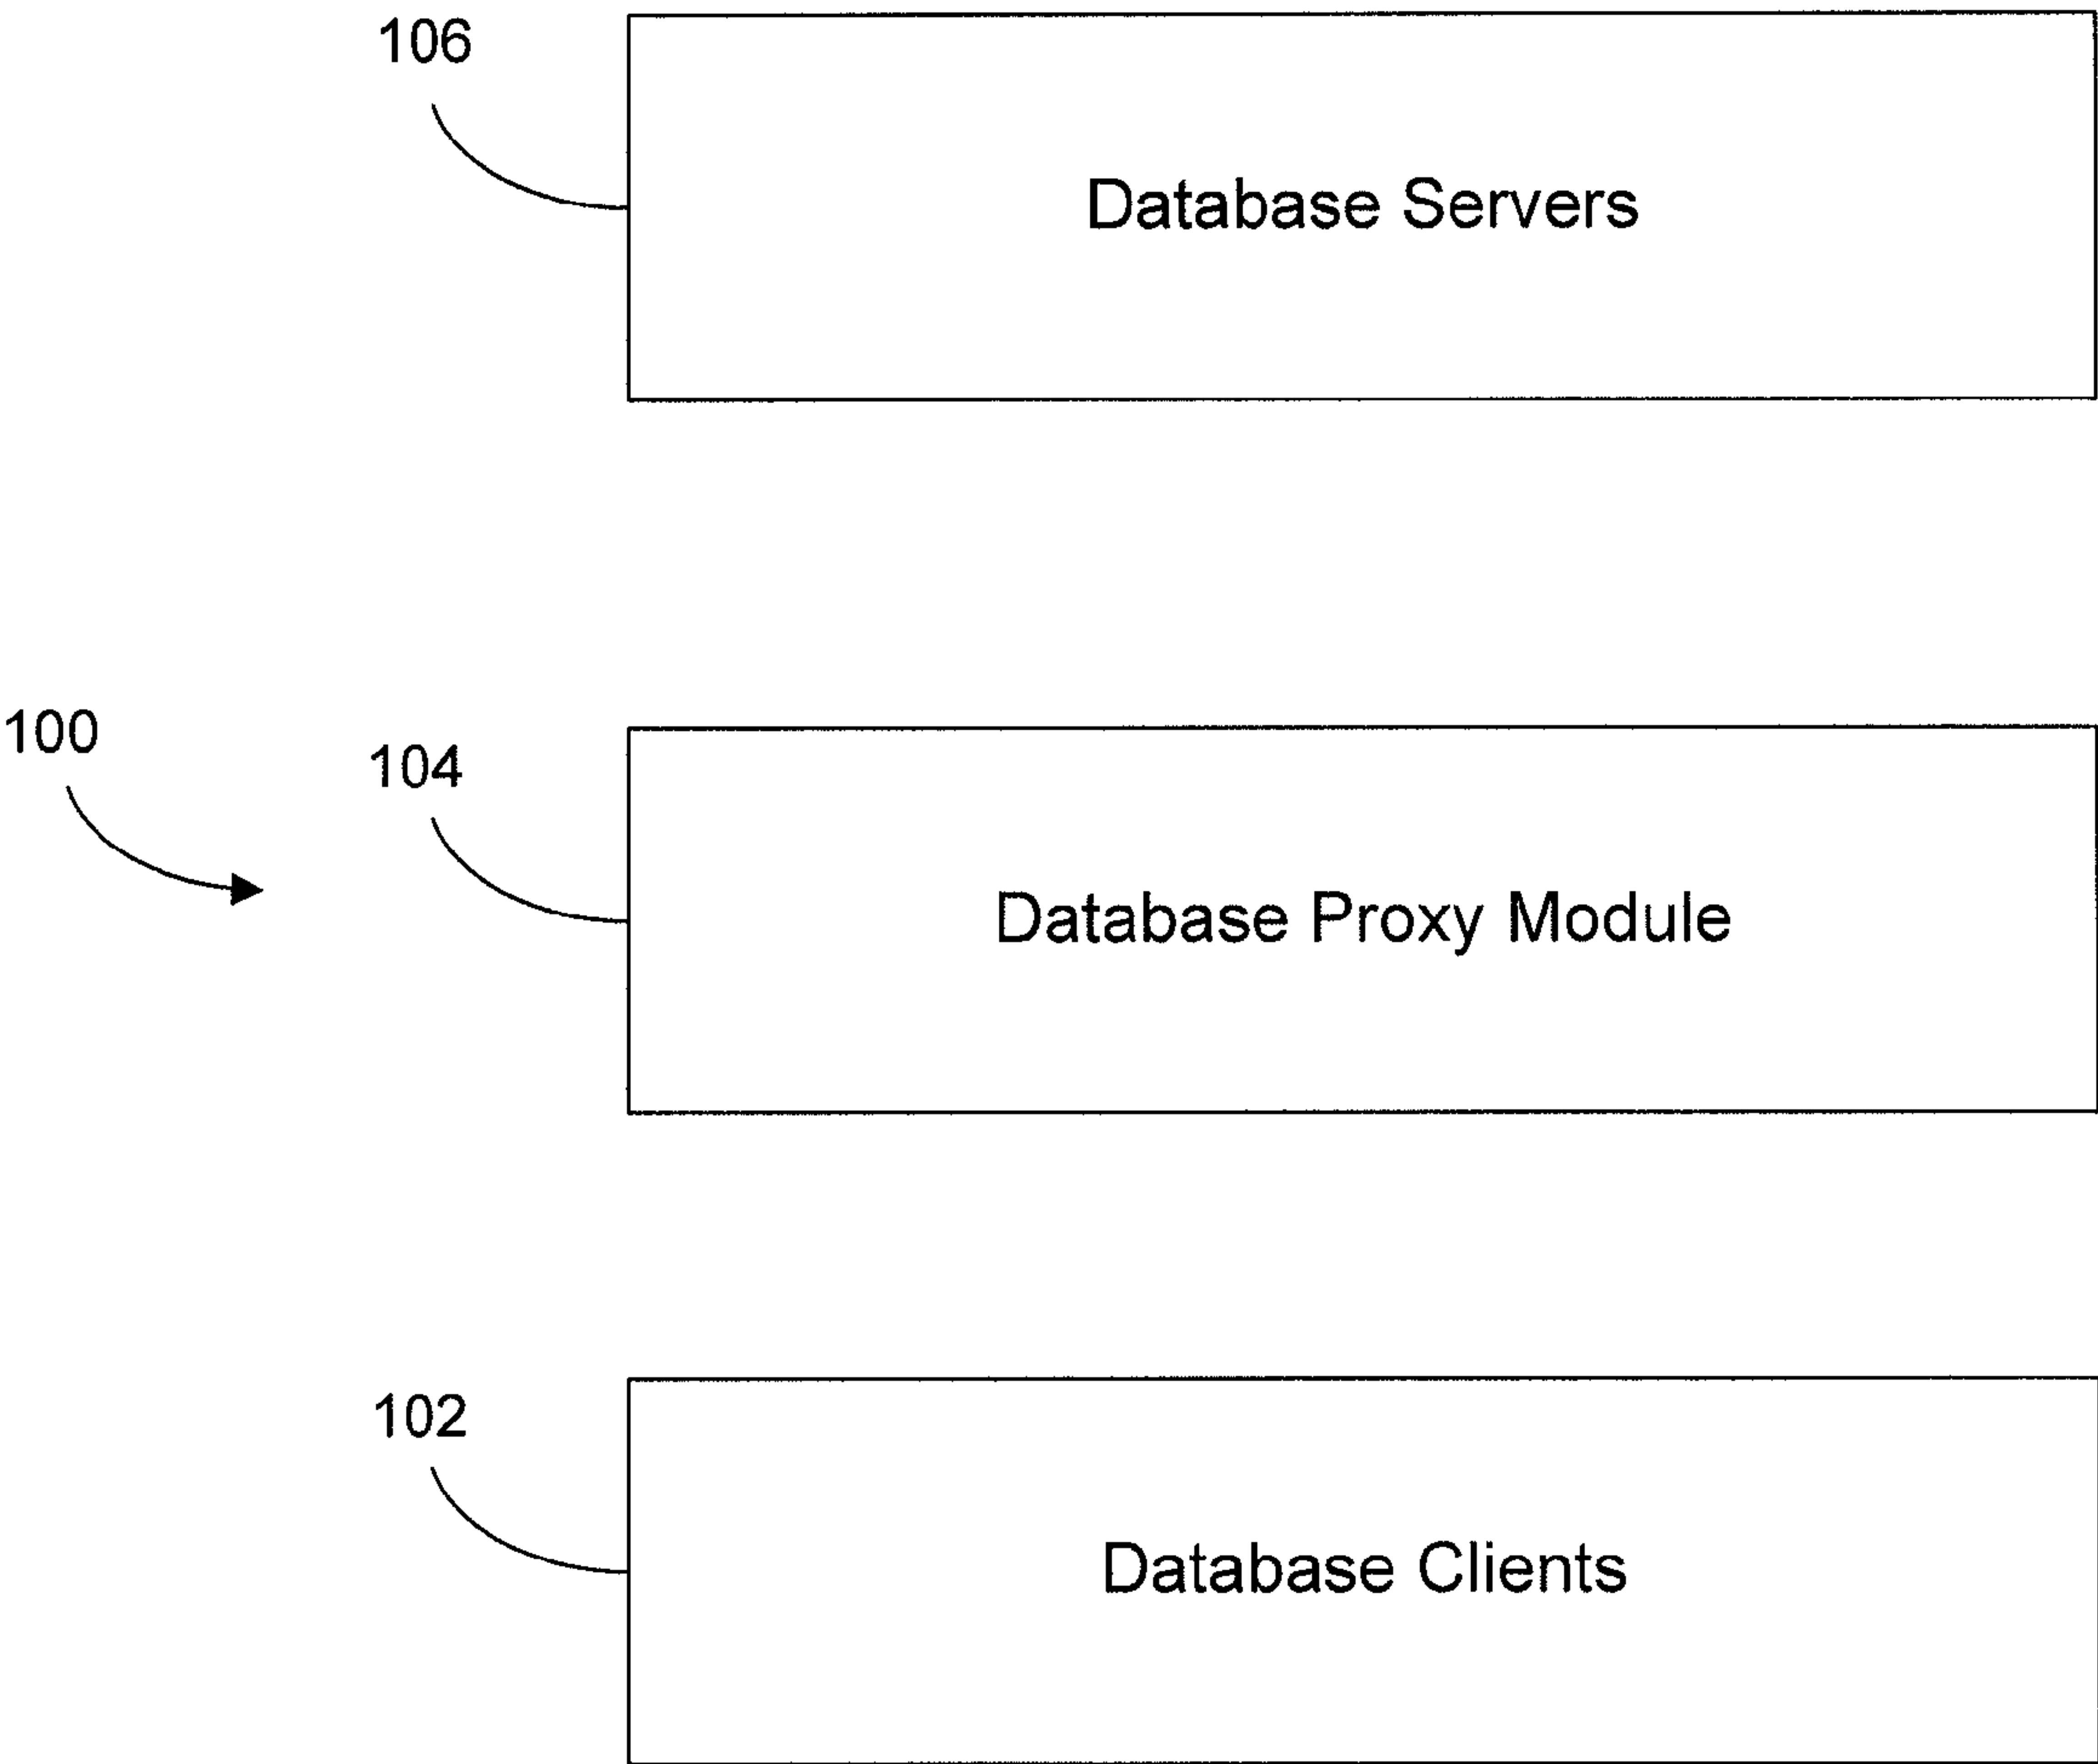 106
Database Servers
100
104
Database Proxy Module
102
Database Clients